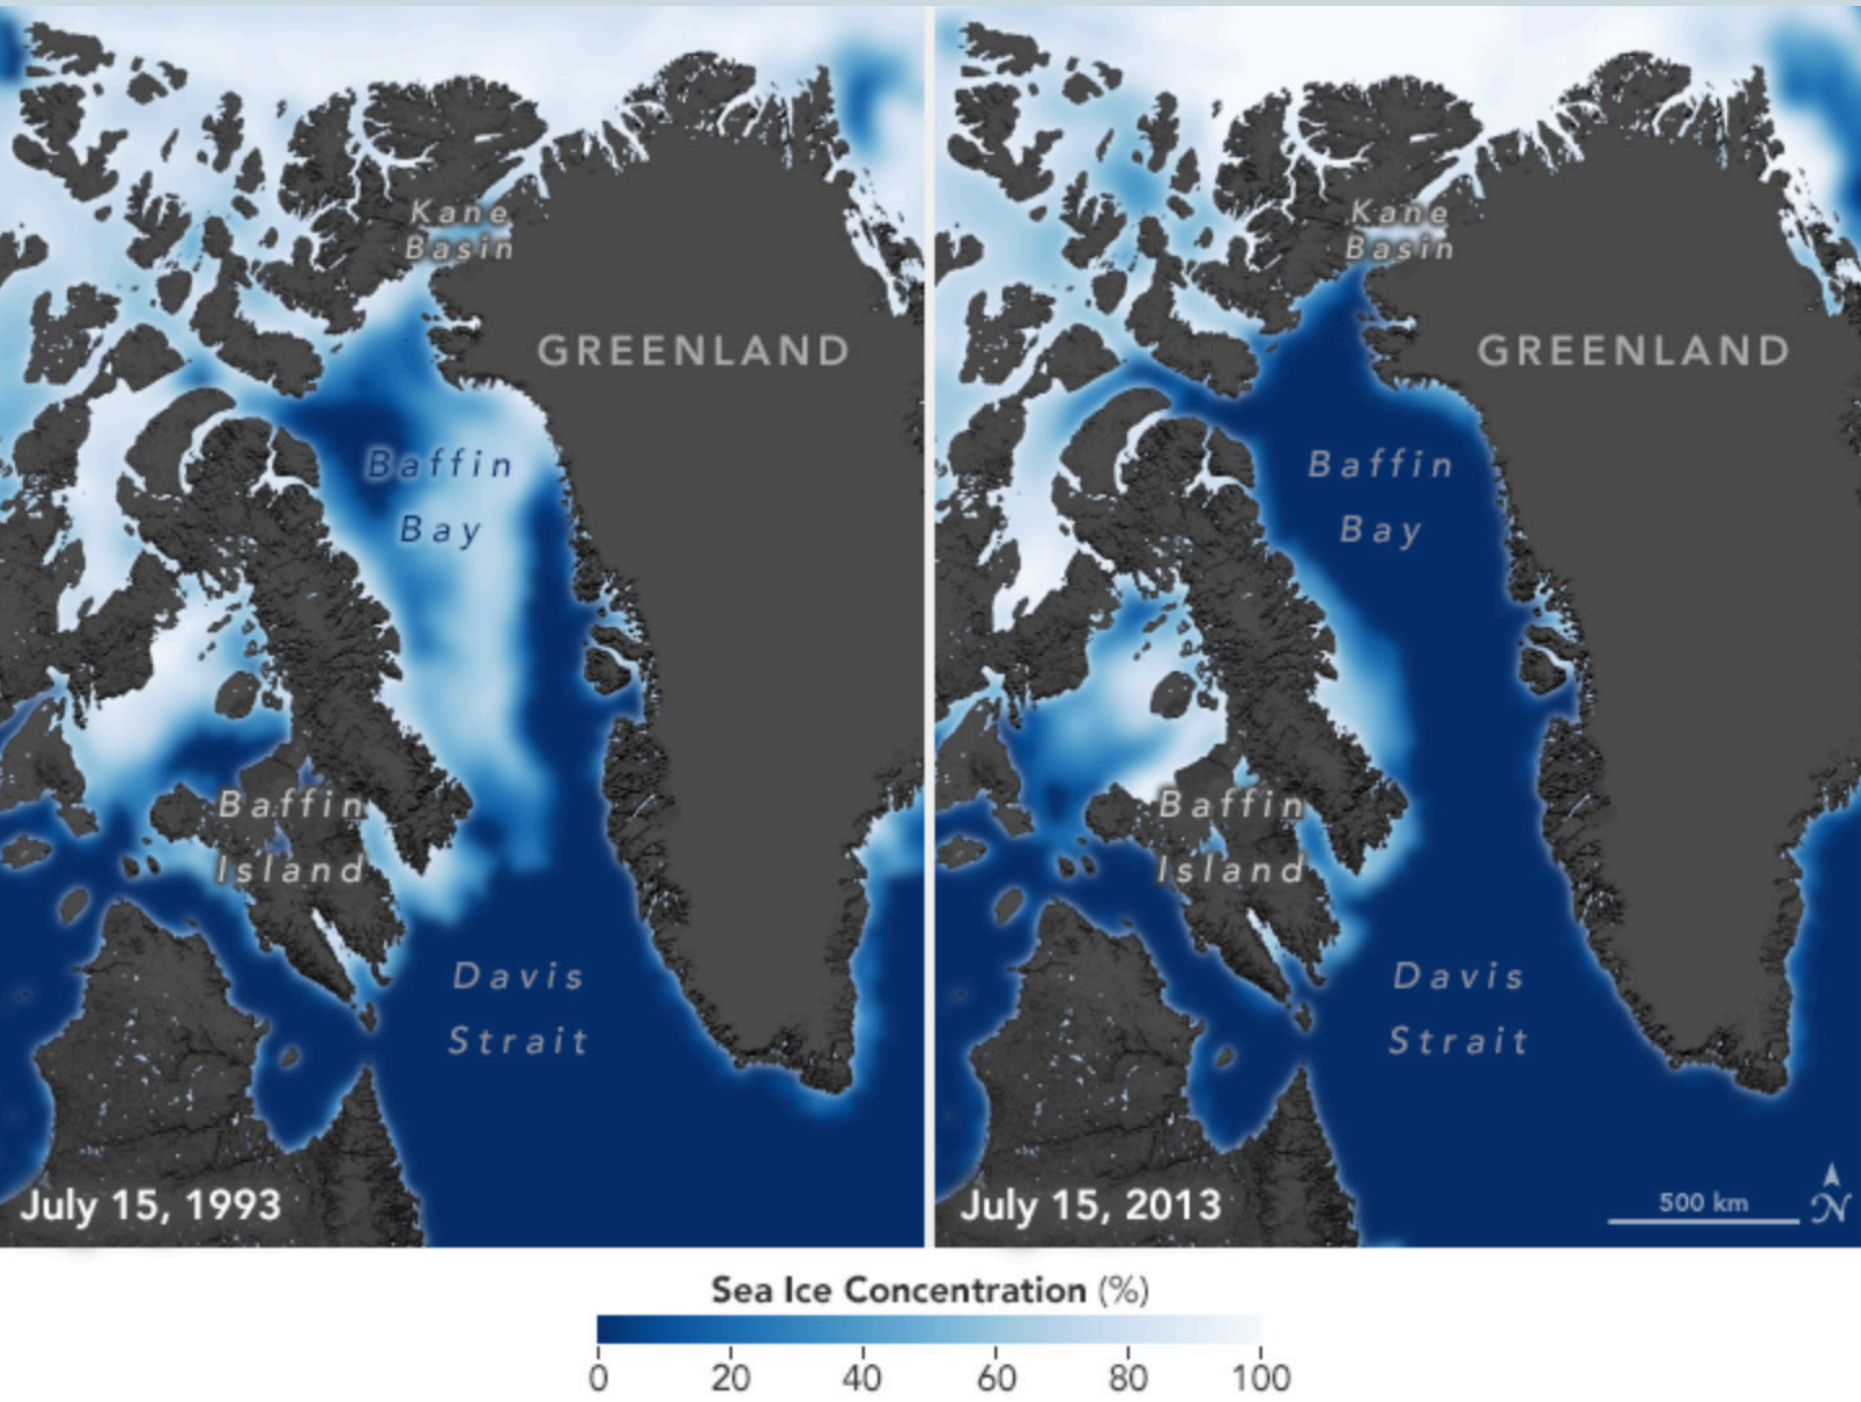 Kane
Basin
GREENLAND
Baffin
Bay
Baffin
Island
Davis
Strait
July 15, 1993
Kane
Basin
GREENLAND
Baffin
Bay
Baffin
Island
Davis
Strait
July 15, 2013
500 km
N
Sea Ice Concentration (%)
0 20 40 60 80 100